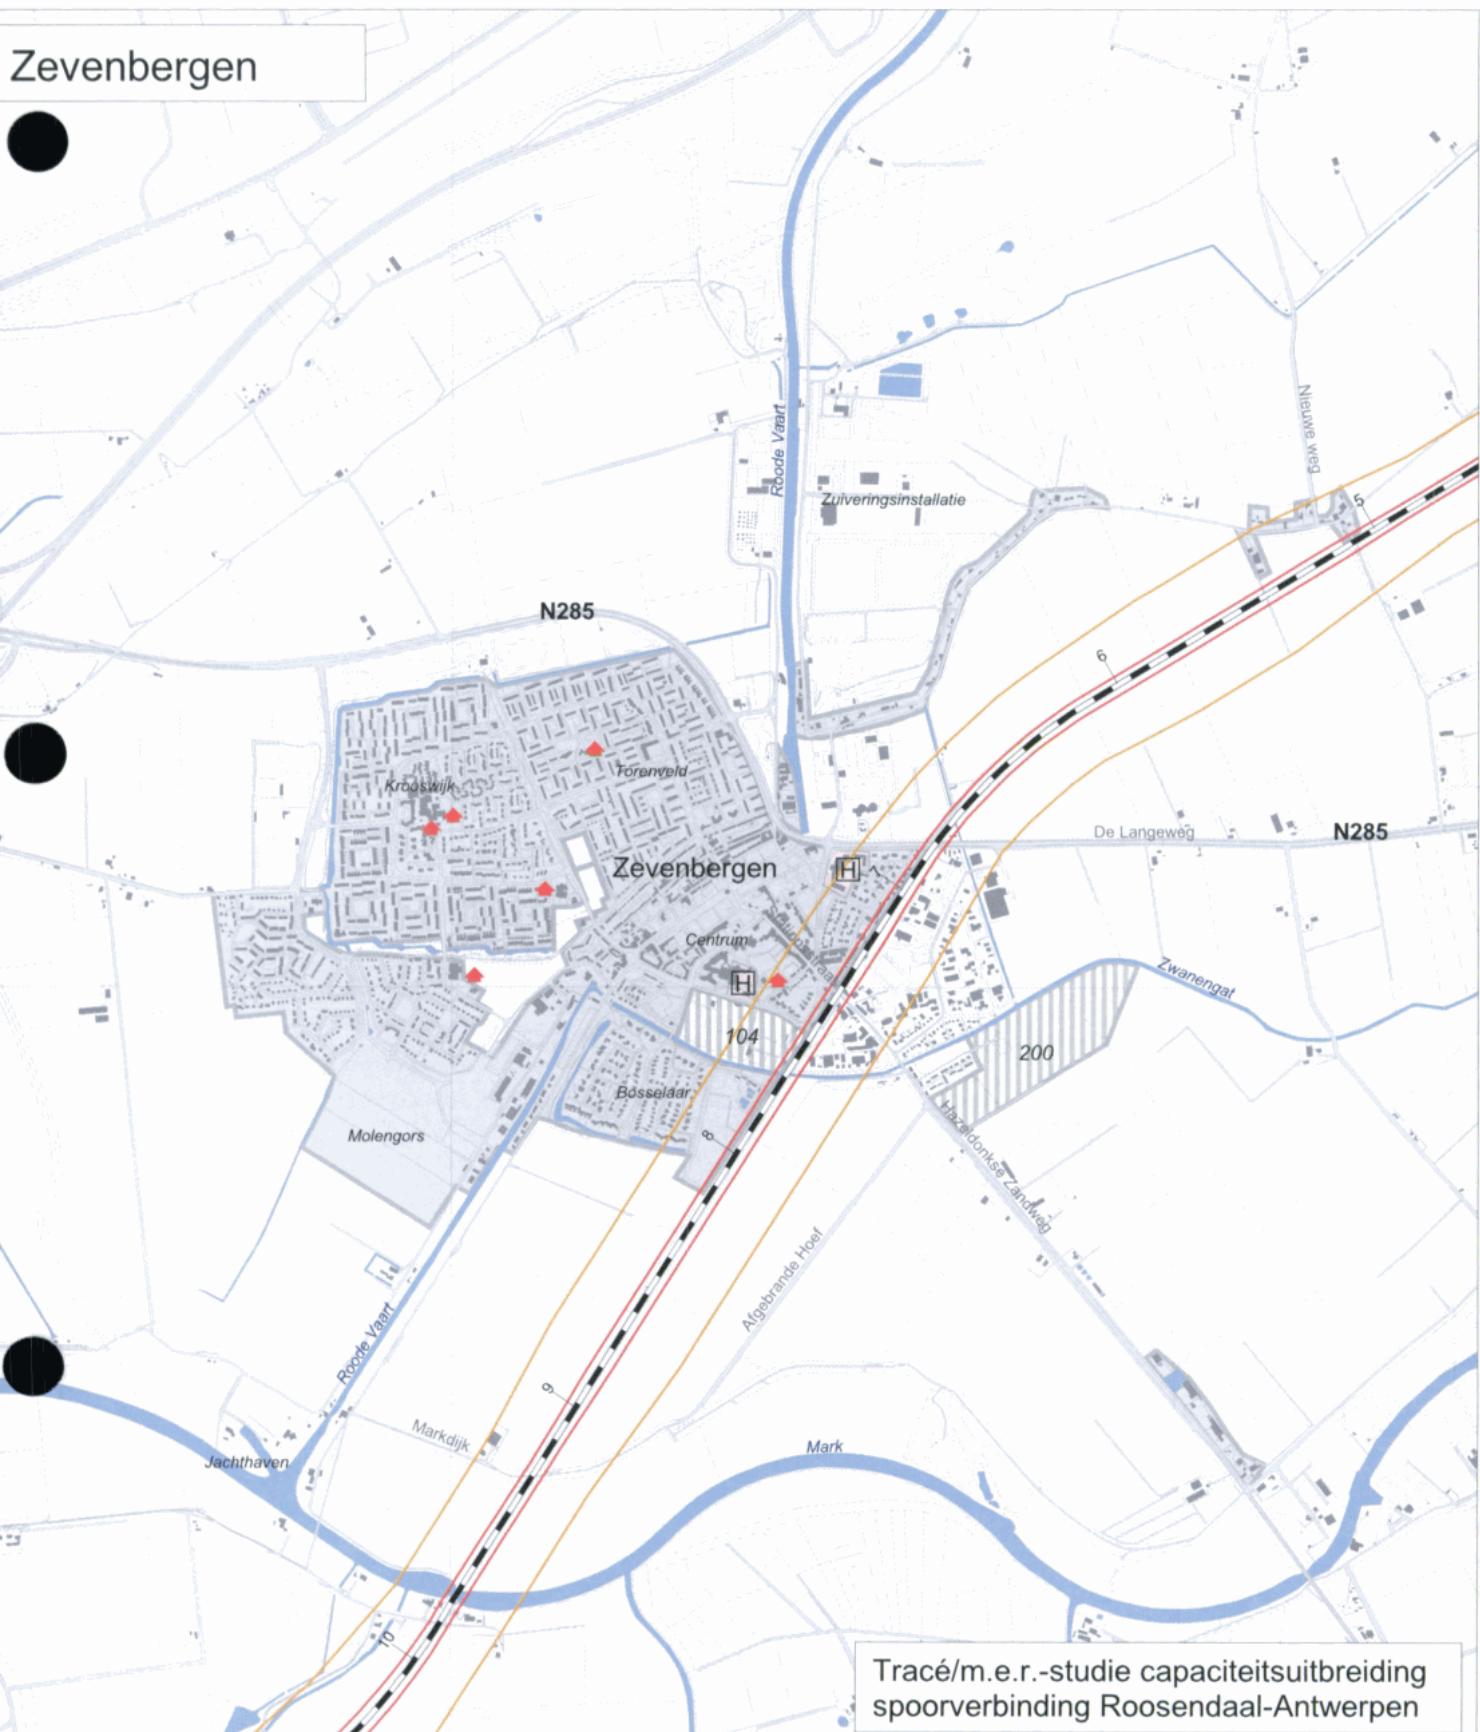 Zevenbergen
Roode Vaart
Nieuwe weg
Zuiveringsinstallatie
5
N285
6
Torenveld
Krooswijk
De Langeweg
N285
Zevenbergen
H
Centrum
H
Zwanengat
104
200
Bosselaar
Molengors
8
Hazeldonkse Zandweg
Afgebrande Hoef
Roode Vaart
9
Markdijk
Mark
Jachthaven
10
Tracé/m.e.r.-studie capaciteitsuitbreiding
spoorverbinding Roosendaal-Antwerpen